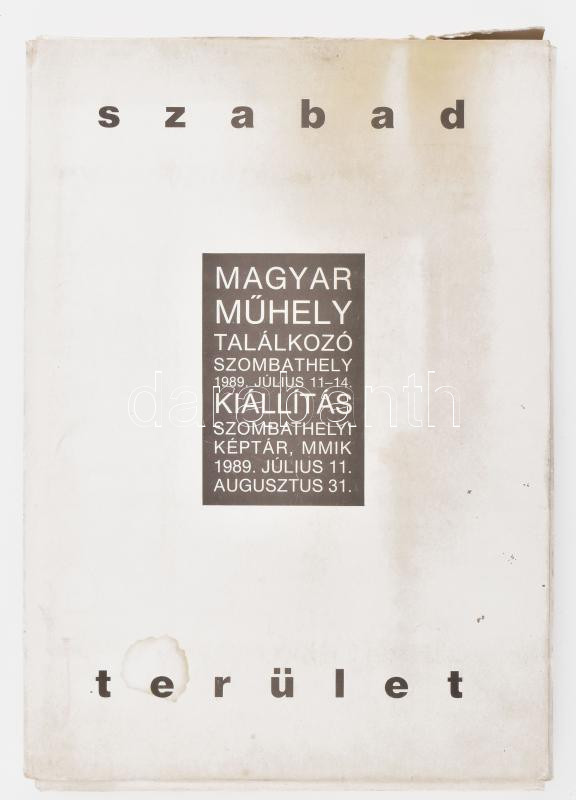 szabad
MAGYAR
MŰHELY
TALÁLKOZÓ
SZOMBATHELY
1989. JÚLIUS 11–14.
KIÁLLÍTÁS
SZOMBATHELYI
KÉPTÁR, MMIK
1989. JÚLIUS 11.
AUGUSZTUS 31.
terület
darabanth